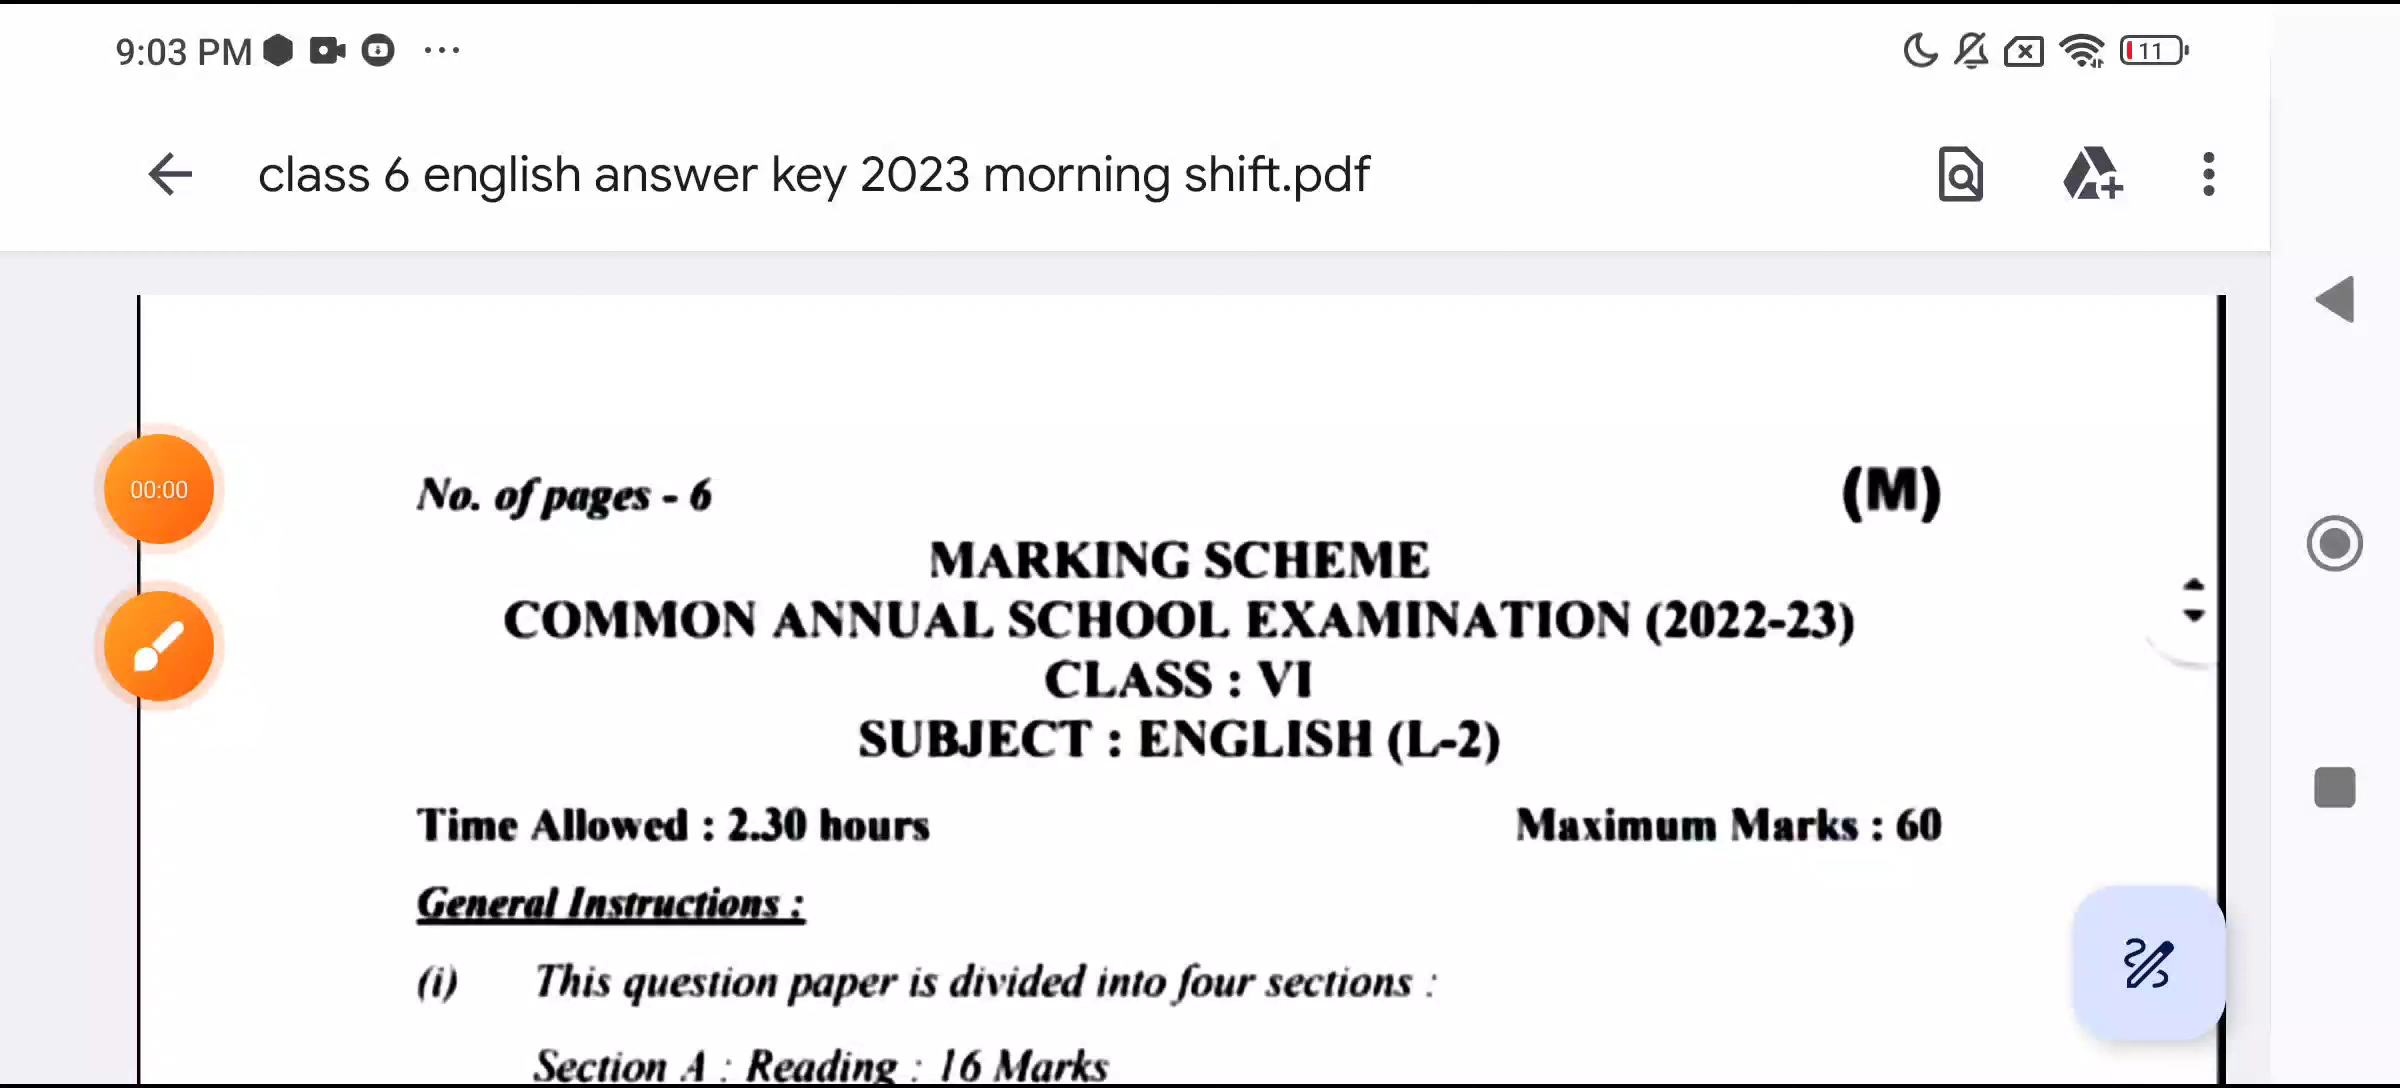 9:03 PM ... 11
class 6 english answer key 2023 morning shift.pdf
No. of pages - 6 (M)
MARKING SCHEME
COMMON ANNUAL SCHOOL EXAMINATION (2022-23)
CLASS : VI
SUBJECT : ENGLISH (L-2)
Time Allowed : 2.30 hours Maximum Marks : 60
General Instructions :
(i) This question paper is divided into four sections :
Section A : Reading : 16 Marks
00:00